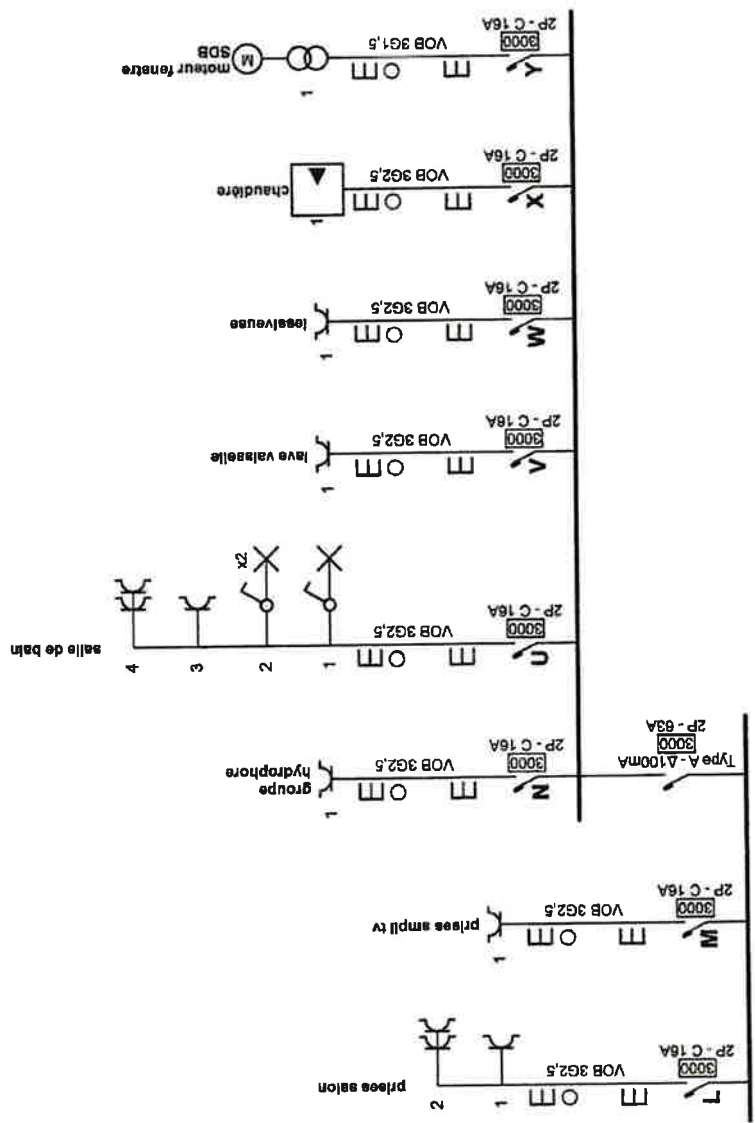 L
1
2
prises salon
3000
VOB 3G2,5
2P - C 16A
M
1
prises ampli tv
3000
VOB 3G2,5
2P - C 16A
Type A - Δ100mA
3000
2P - 63A
N
1
groupe
hydrophore
3000
VOB 3G2,5
2P - C 16A
U
1
2
3
4
salle de bain
3000
VOB 3G2,5
2P - C 16A
x2
V
1
lave vaisselle
3000
VOB 3G2,5
2P - C 16A
W
1
lessiveuse
3000
VOB 3G2,5
2P - C 16A
X
1
chaudière
3000
VOB 3G2,5
2P - C 16A
Y
1
M
moteur fenêtre
SDB
3000
VOB 3G1,5
2P - C 16A